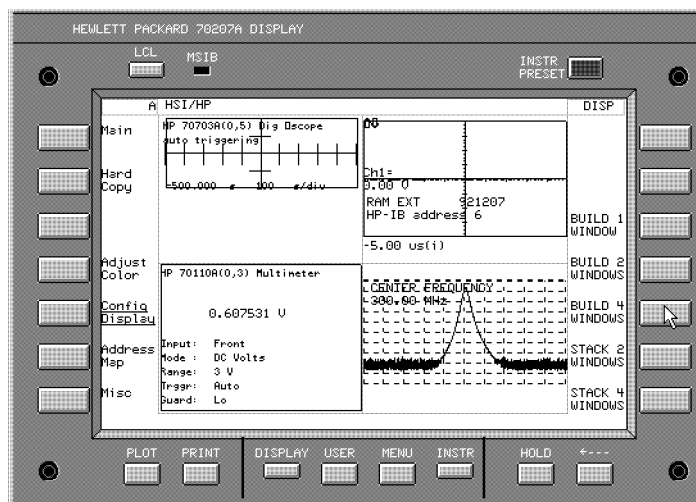 HEWLETT PACKARD 70207A DISPLAY
LCL
MSIB
INSTR
PRESET
A HSI/HP
DISP
Main
Hard
Copy
Adjust
Color
Config
Display
Address
Map
Misc
HP 70703A(0,5) Dig Oscope
auto triggering
-500.000 s 100 s/div
Ch1=
0.00 V
RAM EXT 921207
HP-IB address 6
-5.00 us(i)
HP 70110A(0,3) Multimeter
0.607531 V
Input: Front
Mode : DC Volts
Range: 3 V
Trggr: Auto
Guard: Lo
CENTER FREQUENCY
300.00 MHz
BUILD 1
WINDOW
BUILD 2
WINDOWS
BUILD 4
WINDOWS
STACK 2
WINDOWS
STACK 4
WINDOWS
PLOT
PRINT
DISPLAY
USER
MENU
INSTR
HOLD
←---